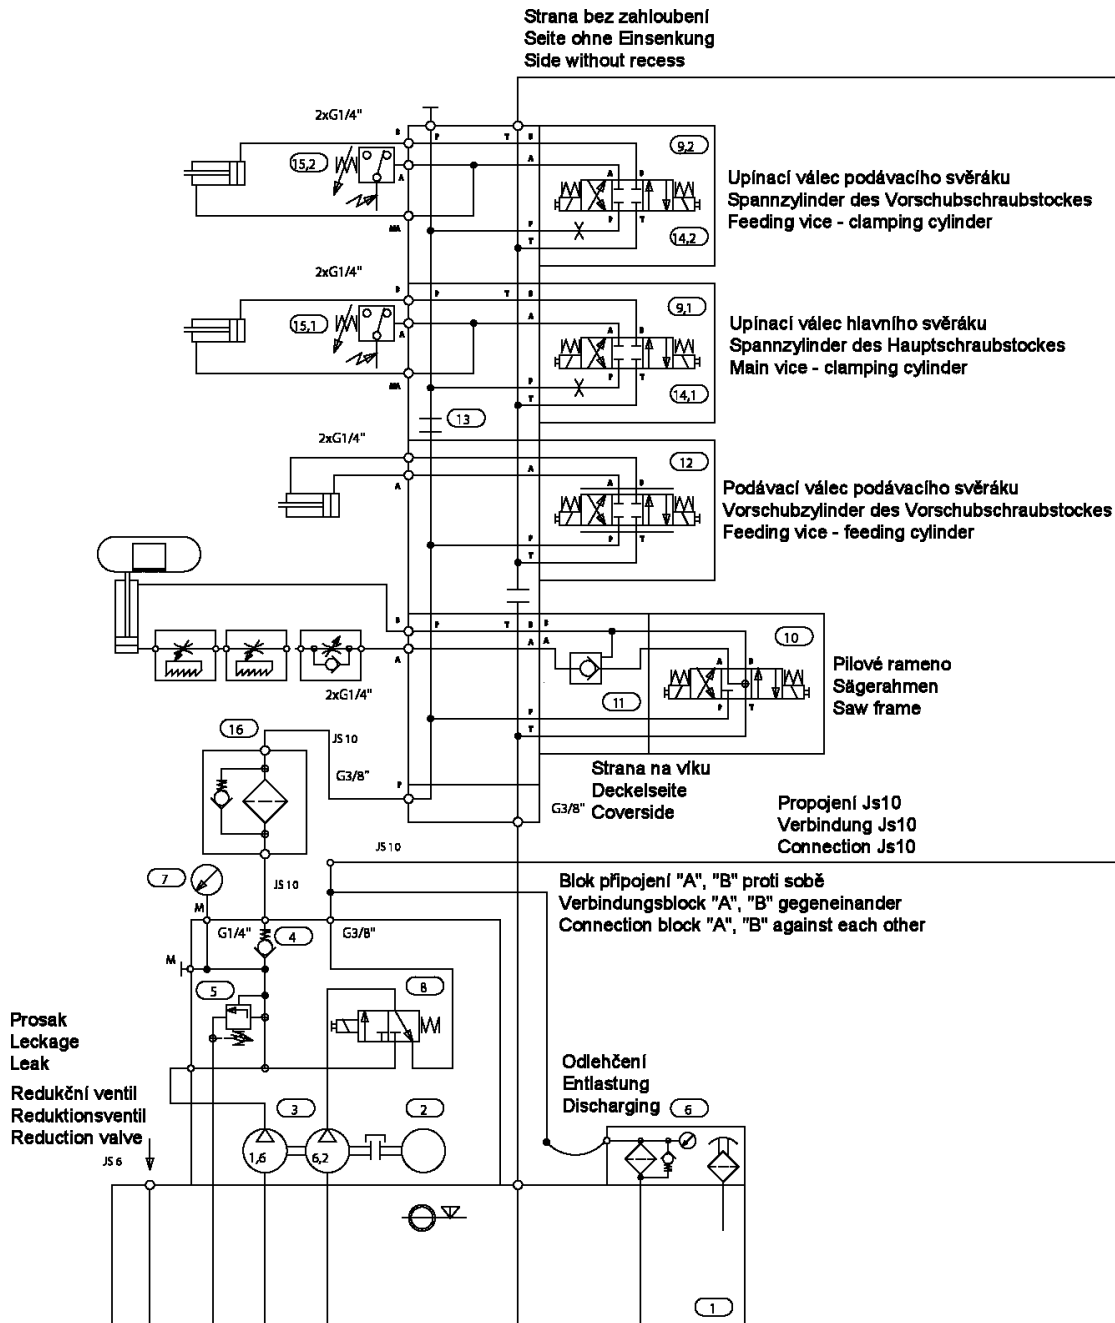 Strana bez zahloubení
Seite ohne Einsenkung
Side without recess
2xG1/4"
B
P
T
B
9,2
15,2
A
A
A
B
Upínací válec podávacího svěráku
Spannzylinder des Vorschubschraubstockes
Feeding vice - clamping cylinder
MA
P
P
T
T
14,2
2xG1/4"
B
P
T
B
9,1
15,1
A
A
A
B
Upínací válec hlavního svěráku
Spannzylinder des Hauptschraubstockes
Main vice - clamping cylinder
MA
P
P
T
T
14,1
13
2xG1/4"
12
A
A
A
B
Podávací válec podávacího svěráku
Vorschubzylinder des Vorschubschraubstockes
Feeding vice - feeding cylinder
P
P
T
T
B
P
T
B
B
10
A
A
A
A
B
Pilové rameno
Sägerahmen
Saw frame
2xG1/4"
11
P
P
T
T
16
JS 10
G3/8"
P
Strana na víku
Deckelseite
Coverside
G3/8"
Propojení Js10
Verbindung Js10
Connection Js10
JS 10
7
JS 10
Blok připojení "A", "B" proti sobě
Verbindungsblock "A", "B" gegeneinander
Connection block "A", "B" against each other
M
G1/4"
4
G3/8"
M
5
8
Prosak
Leckage
Leak
Redukční ventil
Reduktionsventil
Reduction valve
JS 6
Odlehčení
Entlastung
Discharging
6
3
2
1,6
6,2
1